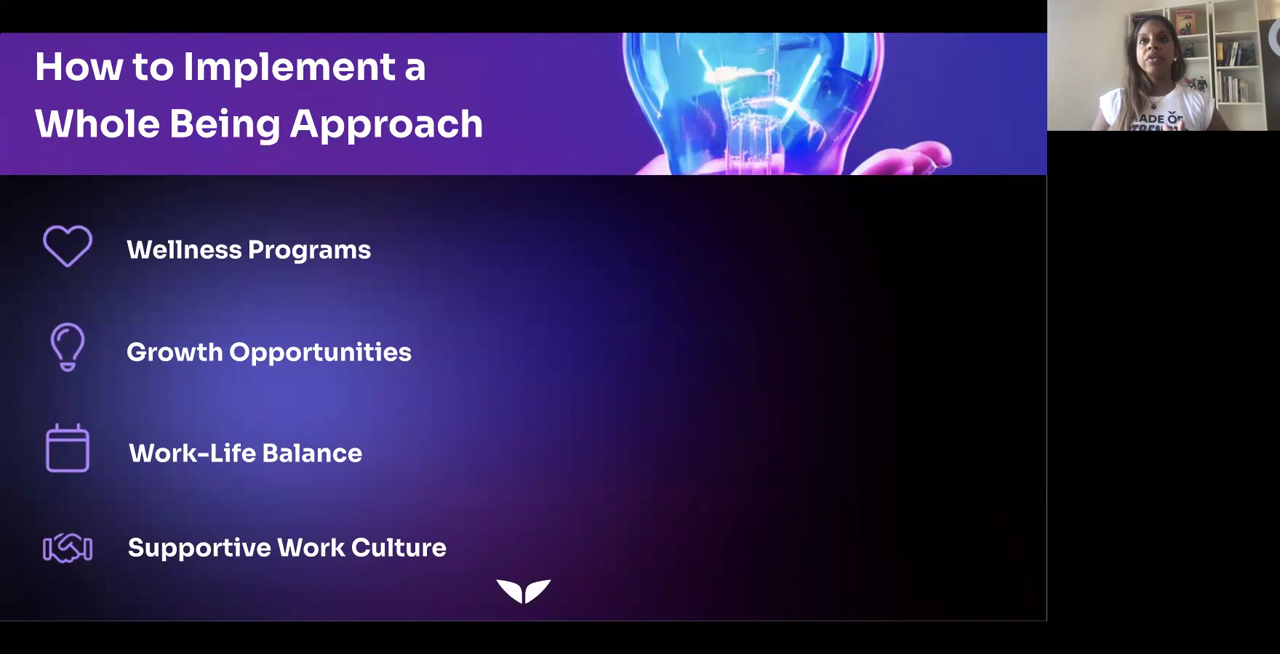 How to Implement a
Whole Being Approach
Wellness Programs
Growth Opportunities
Work-Life Balance
Supportive Work Culture